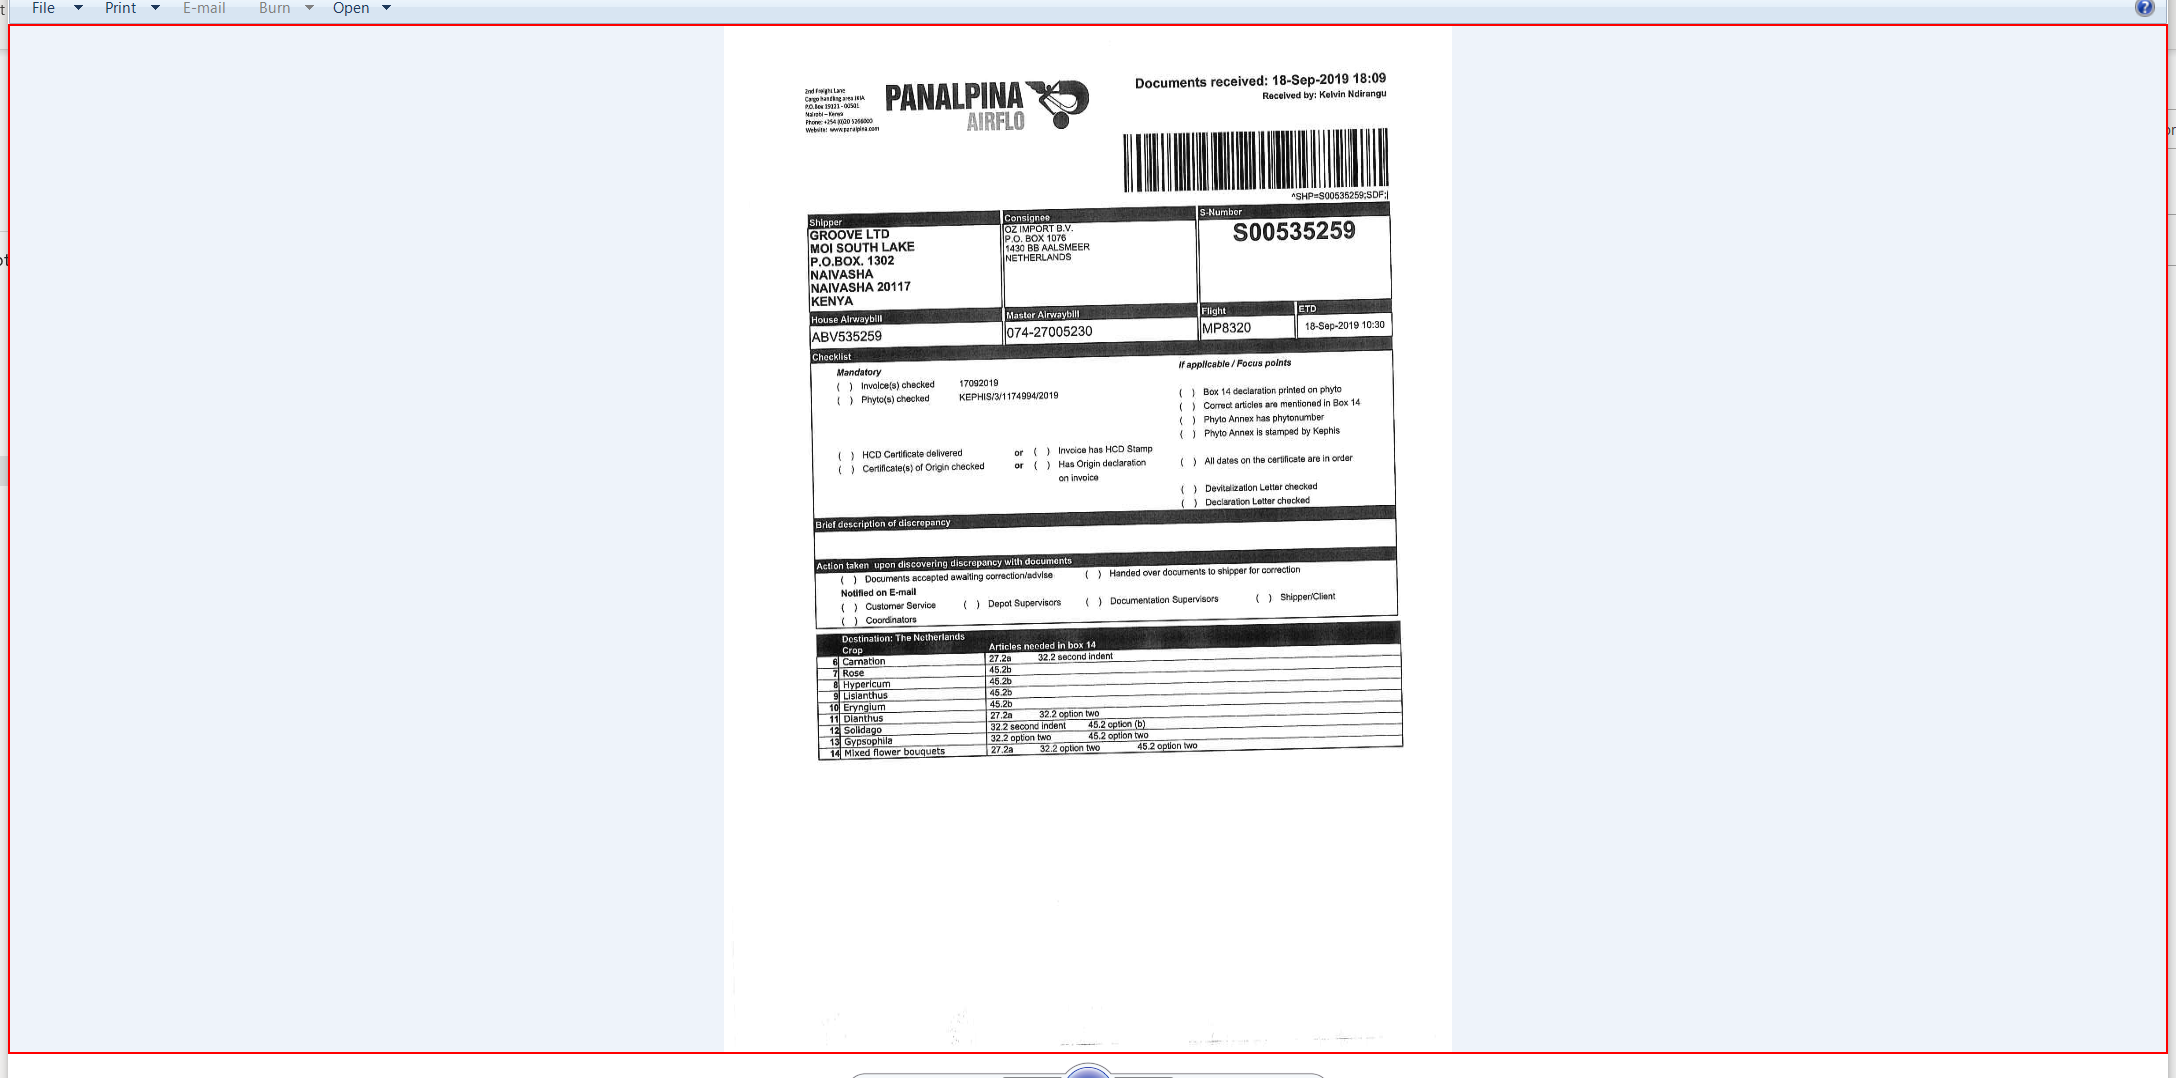 File Print E-mail Burn Open
2nd Freight Lane
Cargo handling area JKIA
P.O.Box 19121 - 00501
Nairobi – Kenya
Phone: +254 (0)20 5266000
Website: www.panalpina.com
PANALPINA
AIRFLO
Documents received: 18-Sep-2019 18:09
Received by: Kelvin Ndirangu
^SHP=S00535259;SDF;|
Shipper
GROOVE LTD
MOI SOUTH LAKE
P.O.BOX. 1302
NAIVASHA
NAIVASHA 20117
KENYA
Consignee
OZ IMPORT B.V.
P.O. BOX 1076
1430 BB AALSMEER
NETHERLANDS
S-Number
S00535259
House Airwaybill
ABV535259
Master Airwaybill
074-27005230
Flight
MP8320
ETD
18-Sep-2019 10:30
Checklist
Mandatory
( ) Invoice(s) checked 17092019
( ) Phyto(s) checked KEPHIS/3/1174994/2019
( ) HCD Certificate delivered or ( ) Invoice has HCD Stamp
( ) Certificate(s) of Origin checked or ( ) Has Origin declaration
on invoice
If applicable / Focus points
( ) Box 14 declaration printed on phyto
( ) Correct articles are mentioned in Box 14
( ) Phyto Annex has phytonumber
( ) Phyto Annex is stamped by Kephis
( ) All dates on the certificate are in order
( ) Devitalization Letter checked
( ) Declaration Letter checked
Brief description of discrepancy
Action taken upon discovering discrepancy with documents
( ) Documents accepted awaiting correction/advise ( ) Handed over documents to shipper for correction
Notified on E-mail
( ) Customer Service ( ) Depot Supervisors ( ) Documentation Supervisors ( ) Shipper/Client
( ) Coordinators
Destination: The Netherlands
Crop Articles needed in box 14
6 Carnation 27.2a 32.2 second indent
7 Rose 45.2b
8 Hypericum 45.2b
9 Lisianthus 45.2b
10 Eryngium 45.2b
11 Dianthus 27.2a 32.2 option two
12 Solidago 32.2 second indent 45.2 option (b)
13 Gypsophila 32.2 option two 45.2 option two
14 Mixed flower bouquets 27.2a 32.2 option two 45.2 option two